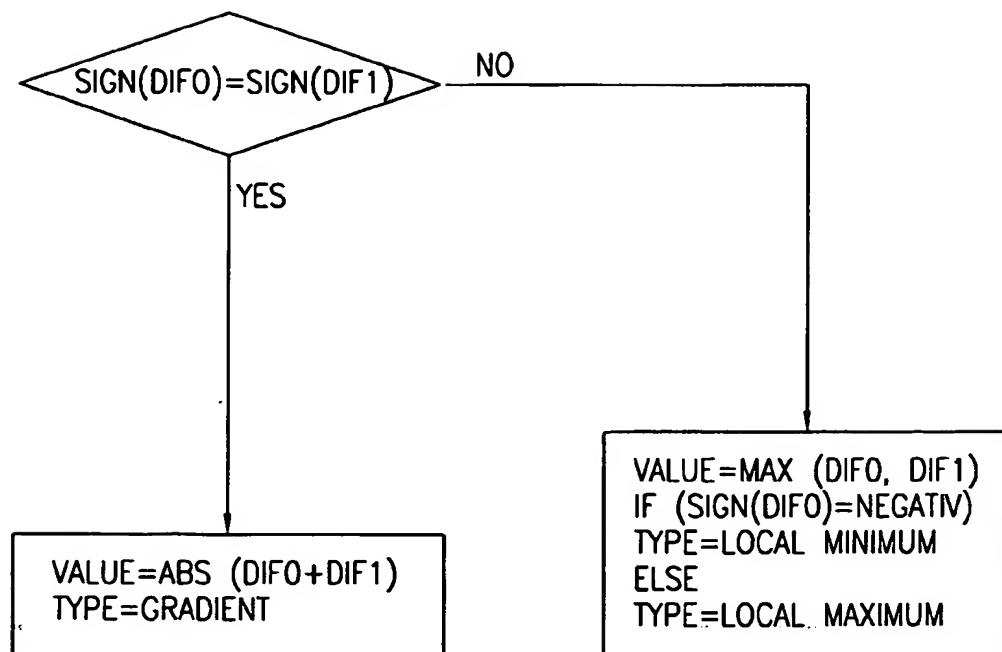 SIGN(DIF0)=SIGN(DIF1)
NO
YES
VALUE=MAX (DIF0, DIF1)
IF (SIGN(DIF0)=NEGATIV)
TYPE=LOCAL MINIMUM
ELSE
TYPE=LOCAL MAXIMUM
VALUE=ABS (DIF0+DIF1)
TYPE=GRADIENT